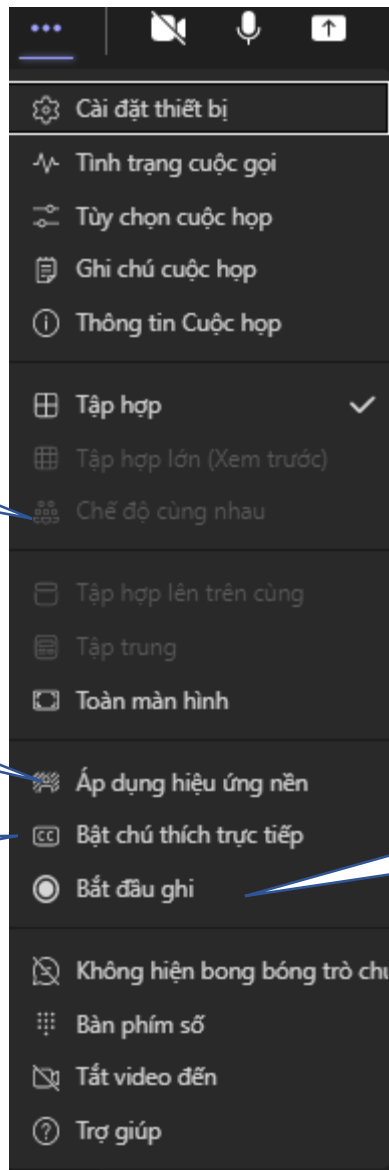 Cài đặt thiết bị
Tình trạng cuộc gọi
Tùy chọn cuộc họp
Ghi chú cuộc họp
Thông tin Cuộc họp
Tập hợp
Tập hợp lớn (Xem trước)
Chế độ cùng nhau
Tập hợp lên trên cùng
Tập trung
Toàn màn hình
Áp dụng hiệu ứng nền
CC Bật chú thích trực tiếp
Bắt đầu ghi
Không hiện bong bóng trò
Bàn phím số
Tắt video đến
Trợ giúp